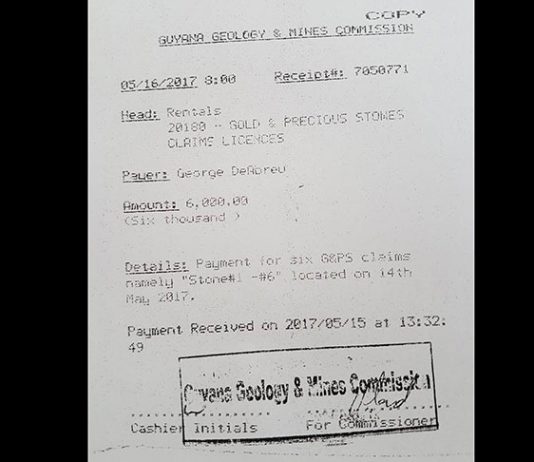 COPY
GUYANA GEOLOGY & MINES COMMISSION
05/16/2017 8:00 Receipt#: 7050771
Head: Rentals
20180 - GOLD & PRECIOUS STONES
CLAIMS LICENCES
Payer: George DeAbreu
Amount: 6,000.00
(Six thousand )
Details: Payment for six G&PS claims
namely "Stone#1 -#6" located on 14th
May 2017.
Payment Received on 2017/05/15 at 13:32:
49
Guyana Geology & Mines Commission
Cashier Initials For Commissioner